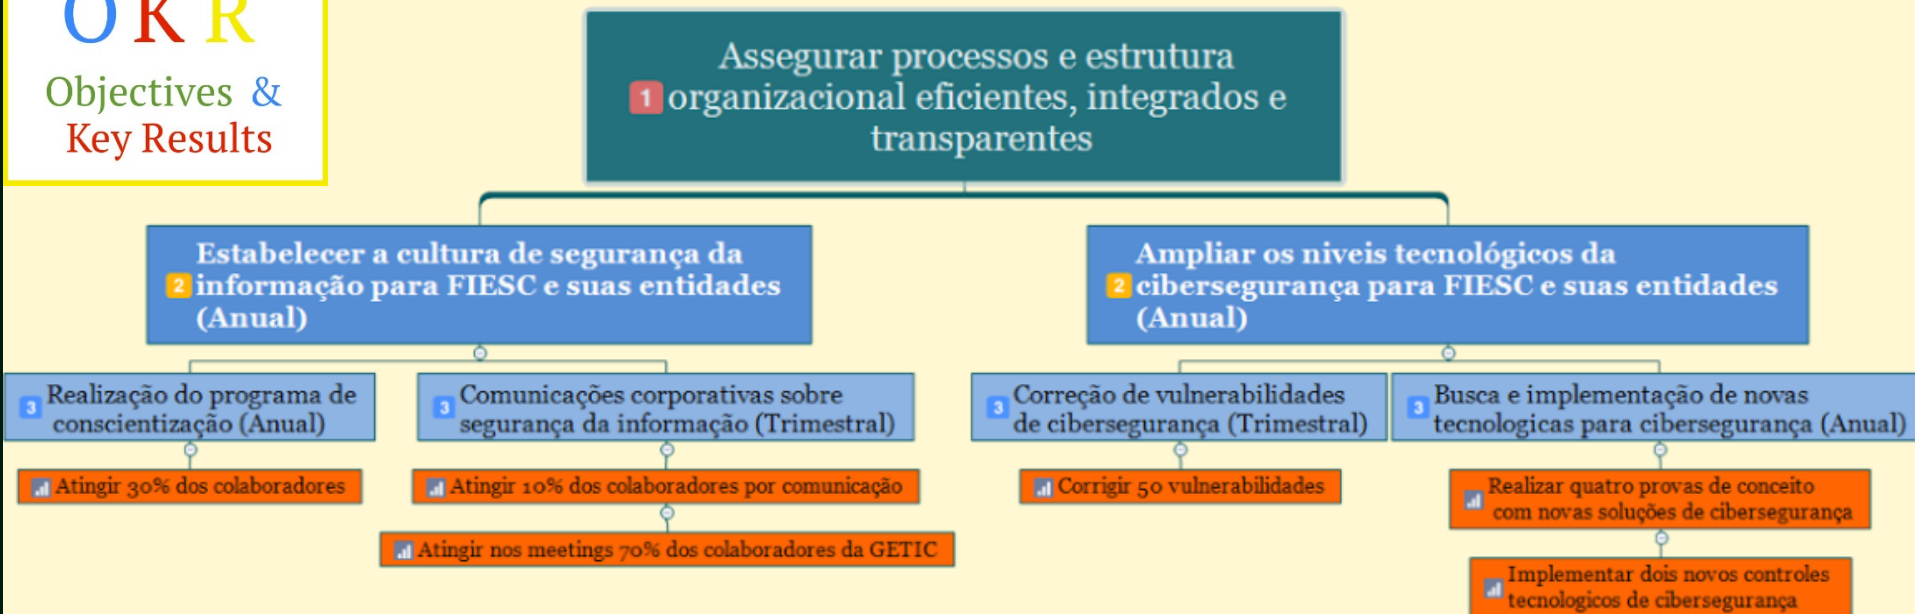 O K R
Objectives &
Key Results
Assegurar processos e estrutura
1 organizacional eficientes, integrados e
transparentes
Estabelecer a cultura de segurança da
2 informação para FIESC e suas entidades
(Anual)
Ampliar os niveis tecnológicos da
2 cibersegurança para FIESC e suas entidades
(Anual)
3 Realização do programa de
conscientização (Anual)
3 Comunicações corporativas sobre
segurança da informação (Trimestral)
3 Correção de vulnerabilidades
de cibersegurança (Trimestral)
3 Busca e implementação de novas
tecnologicas para cibersegurança (Anual)
Atingir 30% dos colaboradores
Atingir 10% dos colaboradores por comunicação
Atingir nos meetings 70% dos colaboradores da GETIC
Corrigir 50 vulnerabilidades
Realizar quatro provas de conceito
com novas soluções de cibersegurança
Implementar dois novos controles
tecnologicos de cibersegurança